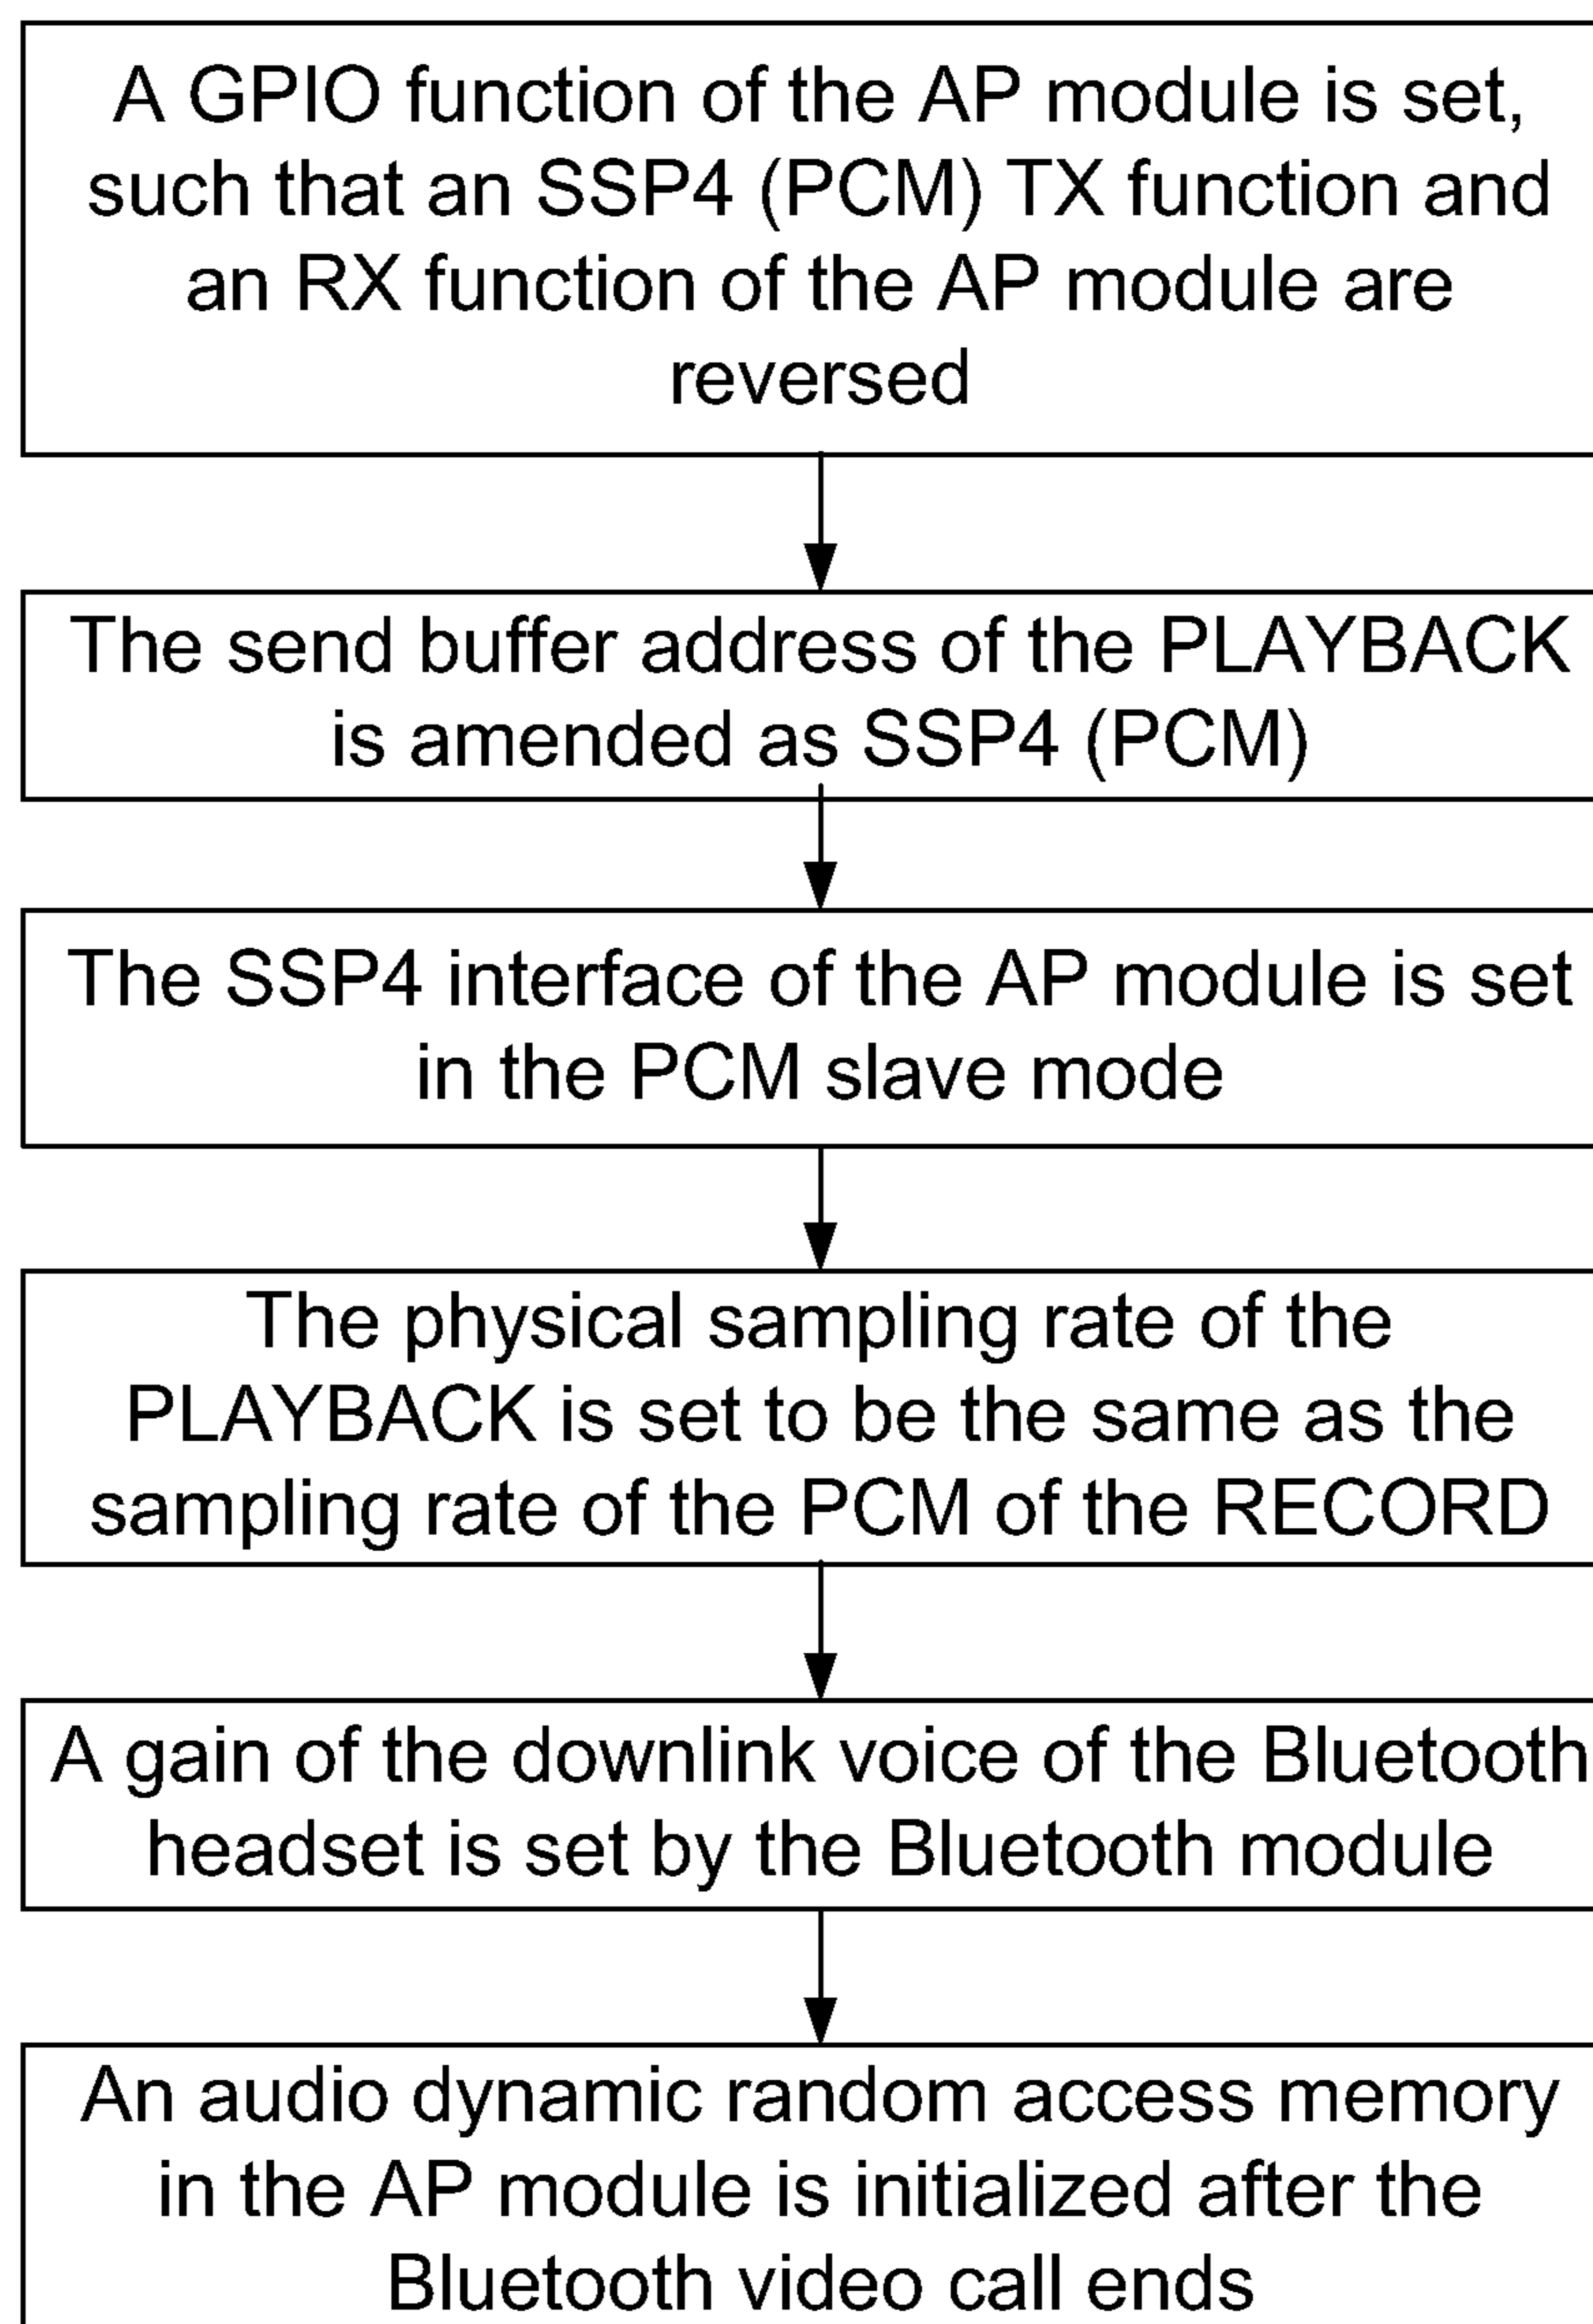 A GPIO function of the AP module is set,
such that an SSP4 (PCM) TX function and
an RX function of the AP module are
reversed
The send buffer address of the PLAYBACK
is amended as SSP4 (PCM)
The SSP4 interface of the AP module is set
in the PCM slave mode
The physical sampling rate of the
PLAYBACK is set to be the same as the
sampling rate of the PCM of the RECORD
A gain of the downlink voice of the Bluetooth
headset is set by the Bluetooth module
An audio dynamic random access memory
in the AP module is initialized after the
Bluetooth video call ends